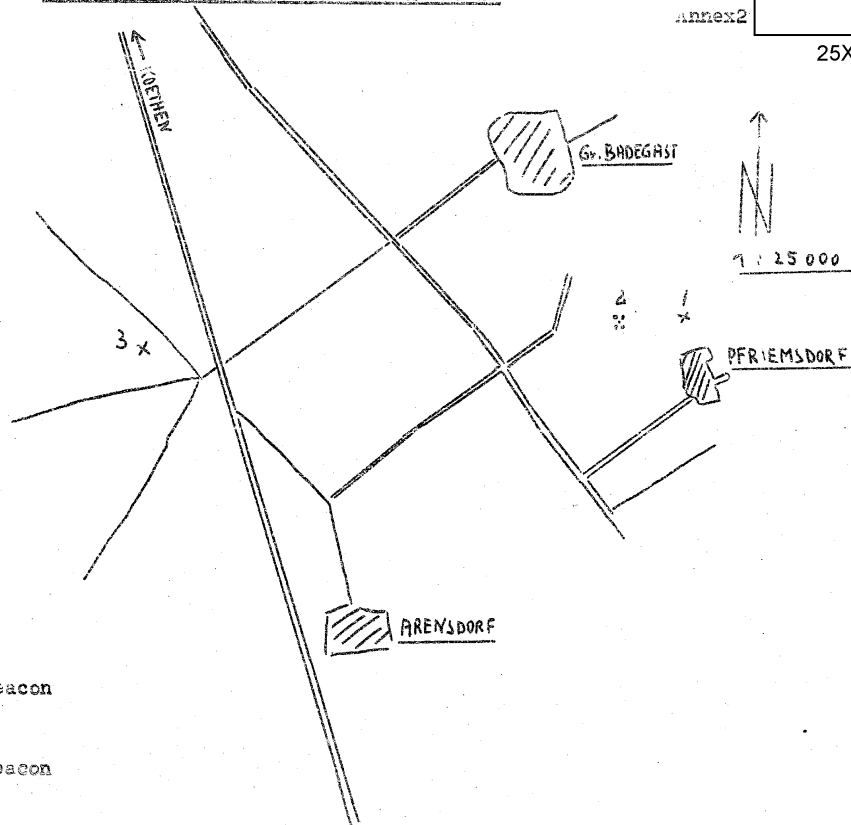 Annex2
25X
← KOETHEN
Gr. BADEGAST
N
1 : 25 000
2
1
x
3 x
PFRIEMSDORF
ARENSDORF
eacon
eacon